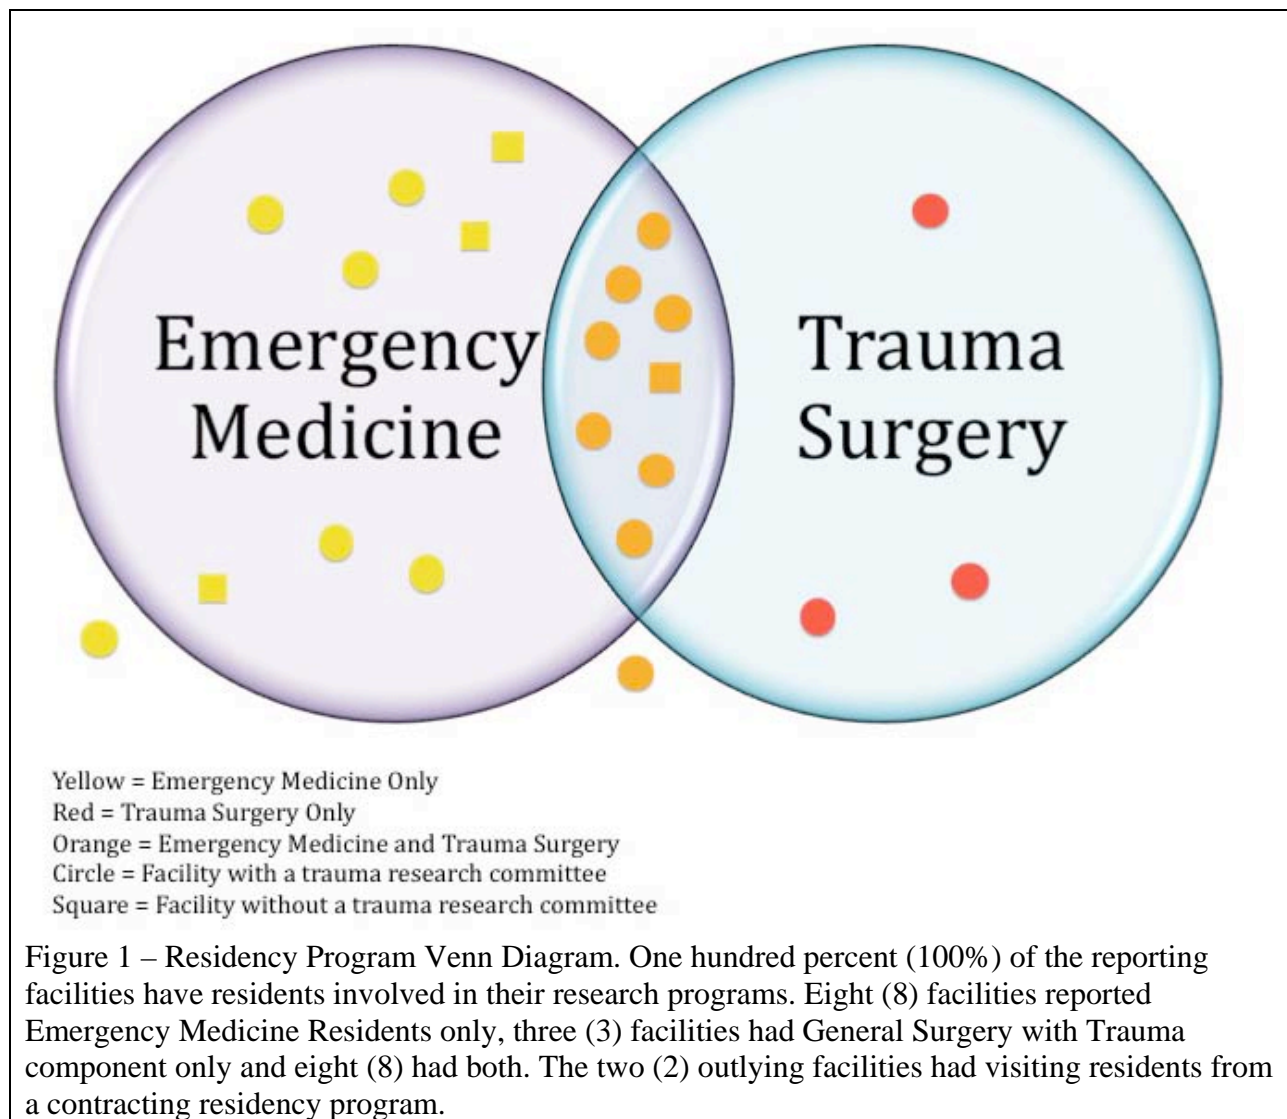 Emergency
Medicine
Trauma
Surgery
Yellow = Emergency Medicine Only
Red = Trauma Surgery Only
Orange = Emergency Medicine and Trauma Surgery
Circle = Facility with a trauma research committee
Square = Facility without a trauma research committee
Figure 1 – Residency Program Venn Diagram. One hundred percent (100%) of the reporting
facilities have residents involved in their research programs. Eight (8) facilities reported
Emergency Medicine Residents only, three (3) facilities had General Surgery with Trauma
component only and eight (8) had both. The two (2) outlying facilities had visiting residents from
a contracting residency program.